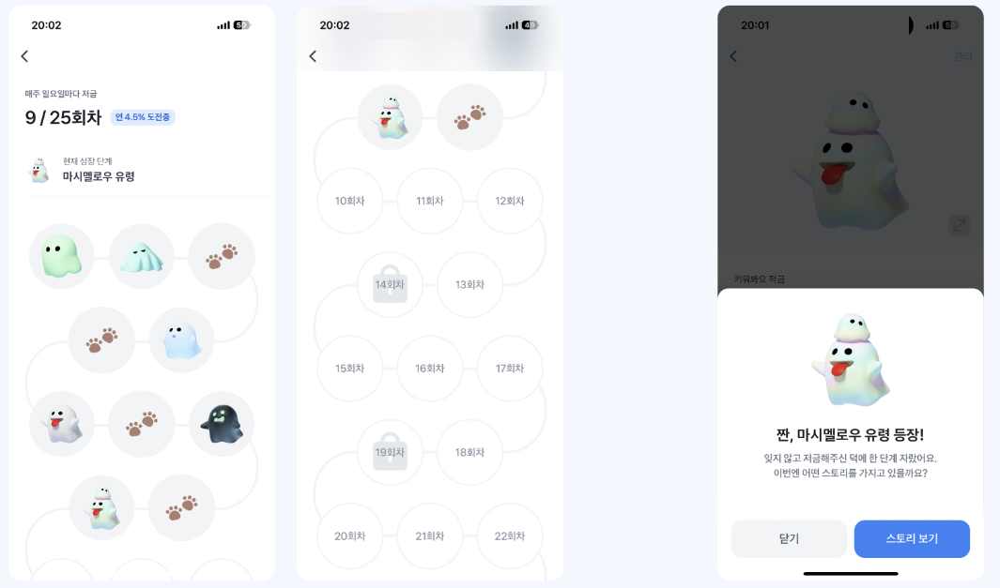 20:02
50
매주 일요일마다 저금
9 / 25회차 연 4.5% 도전중
현재 성장 단계
마시멜로우 유령
20:02
49
10회차 11회차 12회차
14회차 13회차
15회차 16회차 17회차
19회차 18회차
20회차 21회차 22회차
20:01
관리
키워봐요 적금
짠, 마시멜로우 유령 등장!
잊지 않고 저금해주신 덕에 한 단계 자랐어요.
이번엔 어떤 스토리를 가지고 있을까요?
닫기 스토리 보기